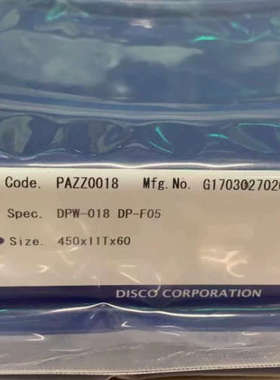 Code. PAZZ0018 Mfg.No. G170302702
Spec. DPW-018 DP-F05
Size. 450x11Tx60
DISCO CORPORATION